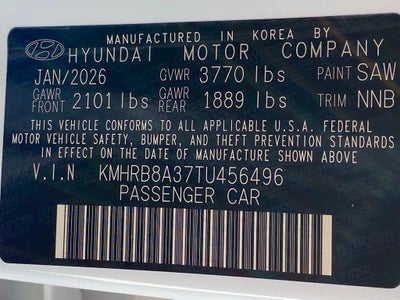 MANUFACTURED IN KOREA BY
HYUNDAI MOTOR COMPANY
JAN/2026 GVWR 3770 lbs PAINT SAW
GAWR FRONT 2101 lbs GAWR REAR 1889 lbs TRIM NNB
THIS VEHICLE CONFORMS TO ALL APPLICABLE U.S.A. FEDERAL
MOTOR VEHICLE SAFETY, BUMPER, AND THEFT PREVENTION STANDARDS
IN EFFECT ON THE DATE OF MANUFACTURE SHOWN ABOVE
V.I.N KMHRB8A37TU456496
PASSENGER CAR